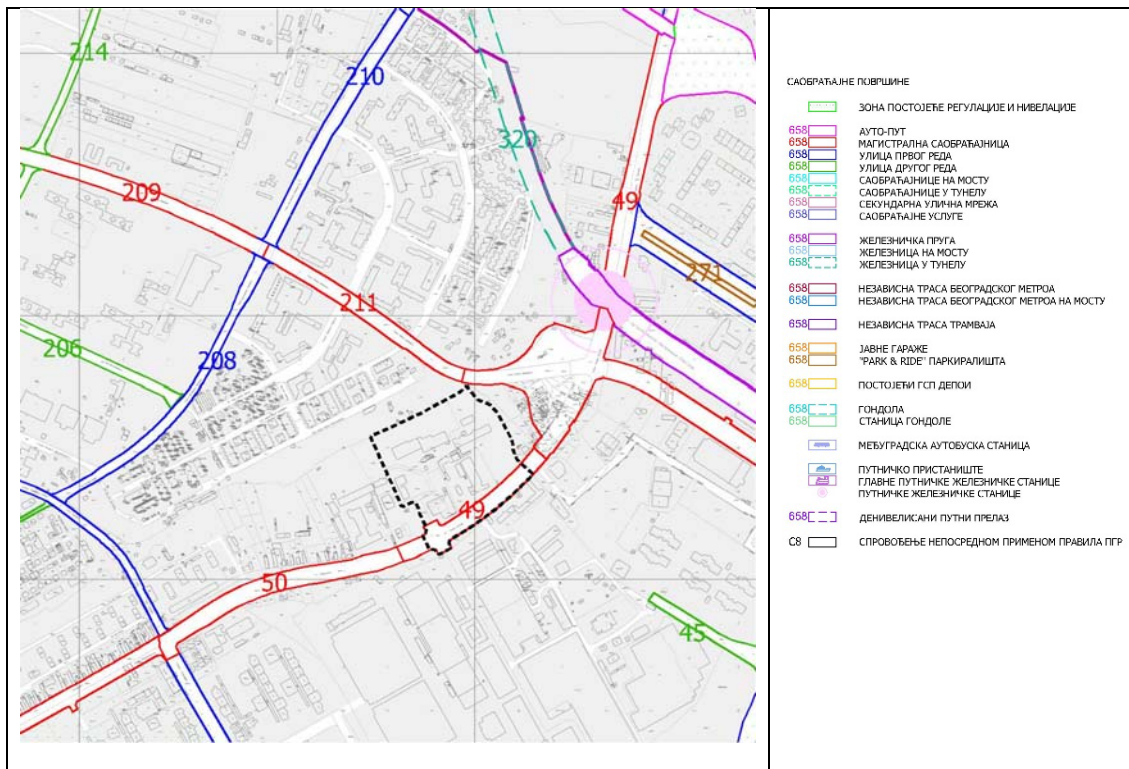 214
210
320
209
49
271
211
206
208
49
50
45
САОБРАЋАЈНЕ ПОВРШИНЕ
ЗОНА ПОСТОЈЕЋЕ РЕГУЛАЦИЈЕ И НИВЕЛАЦИЈЕ
658 АУТО-ПУТ
658 МАГИСТРАЛНА САОБРАЋАЈНИЦА
658 УЛИЦА ПРВОГ РЕДА
658 УЛИЦА ДРУГОГ РЕДА
658 САОБРАЋАЈНИЦЕ НА МОСТУ
658 САОБРАЋАЈНИЦЕ У ТУНЕЛУ
658 СЕКУНДАРНА УЛИЧНА МРЕЖА
658 САОБРАЋАЈНЕ УСЛУГЕ
658 ЖЕЛЕЗНИЧКА ПРУГА
658 ЖЕЛЕЗНИЦА НА МОСТУ
658 ЖЕЛЕЗНИЦА У ТУНЕЛУ
658 НЕЗАВИСНА ТРАСА БЕОГРАДСКОГ МЕТРОА
658 НЕЗАВИСНА ТРАСА БЕОГРАДСКОГ МЕТРОА НА МОСТУ
658 НЕЗАВИСНА ТРАСА ТРАМВАЈА
658 ЈАВНЕ ГАРАЖЕ
658 "PARK & RIDE" ПАРКИРАЛИШТА
658 ПОСТОЈЕЋИ ГСП ДЕПОИ
658 ГОНДОЛА
658 СТАНИЦА ГОНДОЛЕ
МЕЂУГРАДСКА АУТОБУСКА СТАНИЦА
ПУТНИЧКО ПРИСТАНИШТЕ
ГЛАВНЕ ПУТНИЧКЕ ЖЕЛЕЗНИЧКЕ СТАНИЦЕ
ПУТНИЧКЕ ЖЕЛЕЗНИЧКЕ СТАНИЦЕ
658 ДЕНИВЕЛИСАНИ ПУТНИ ПРЕЛАЗ
С8 СПРОВОЂЕЊЕ НЕПОСРЕДНОМ ПРИМЕНОМ ПРАВИЛА ПГР